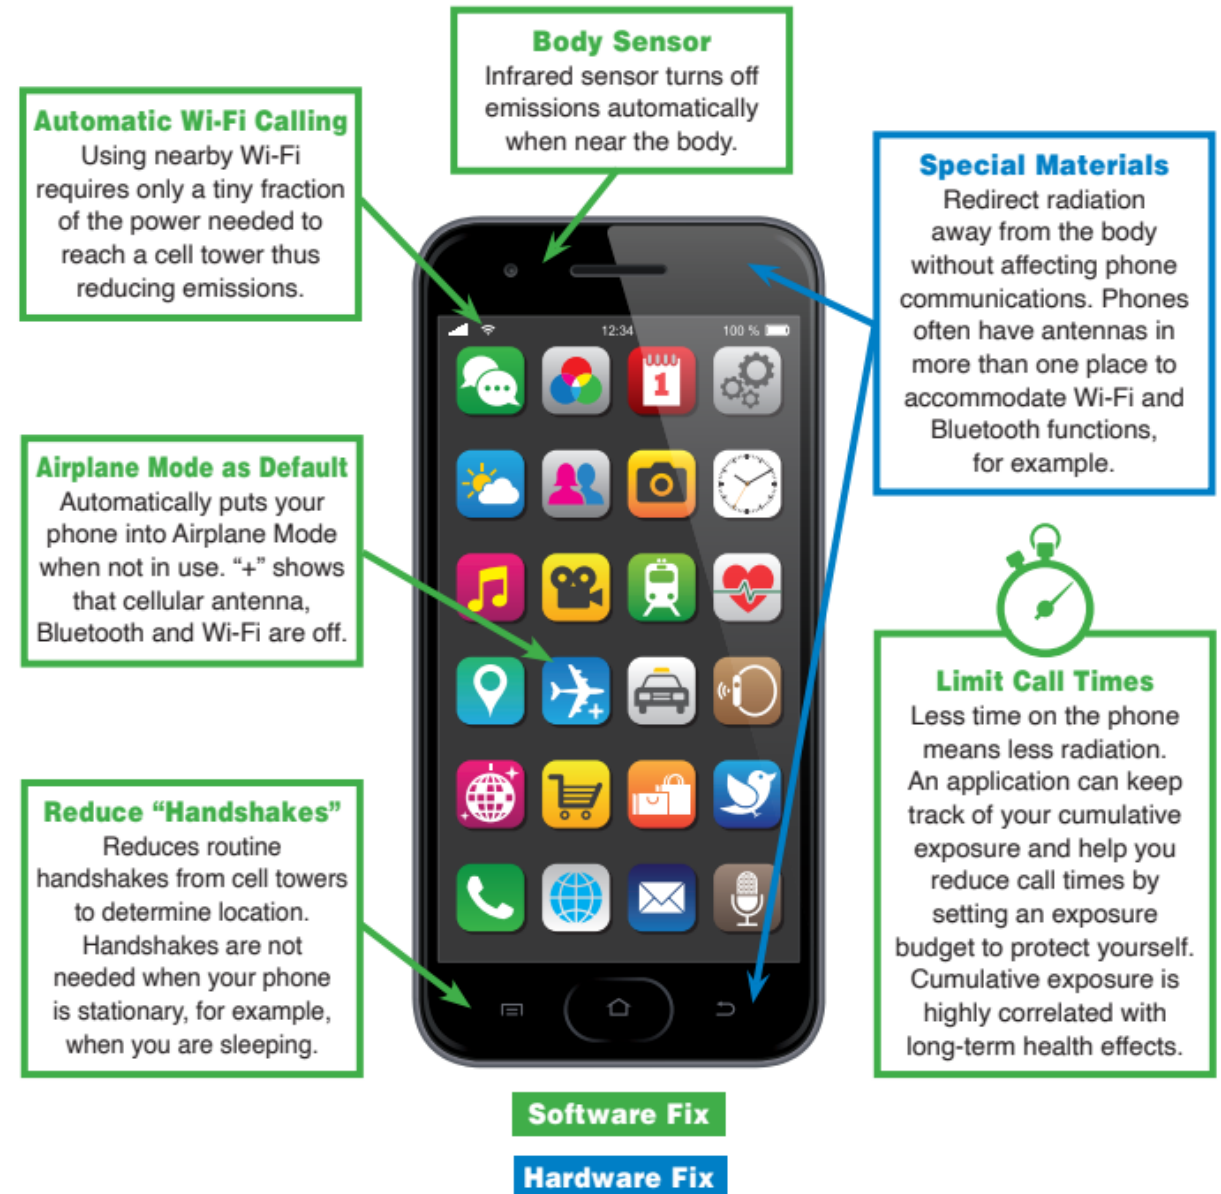 Body Sensor
Infrared sensor turns off
emissions automatically
when near the body.
Automatic Wi-Fi Calling
Using nearby Wi-Fi
requires only a tiny fraction
of the power needed to
reach a cell tower thus
reducing emissions.
Special Materials
Redirect radiation
away from the body
without affecting phone
communications. Phones
often have antennas in
more than one place to
accommodate Wi-Fi and
Bluetooth functions,
for example.
12:34
100 %
1
Airplane Mode as Default
Automatically puts your
phone into Airplane Mode
when not in use. “+” shows
that cellular antenna,
Bluetooth and Wi-Fi are off.
Limit Call Times
Less time on the phone
means less radiation.
An application can keep
track of your cumulative
exposure and help you
reduce call times by
setting an exposure
budget to protect yourself.
Cumulative exposure is
highly correlated with
long-term health effects.
Reduce “Handshakes”
Reduces routine
handshakes from cell towers
to determine location.
Handshakes are not
needed when your phone
is stationary, for example,
when you are sleeping.
Software Fix
Hardware Fix